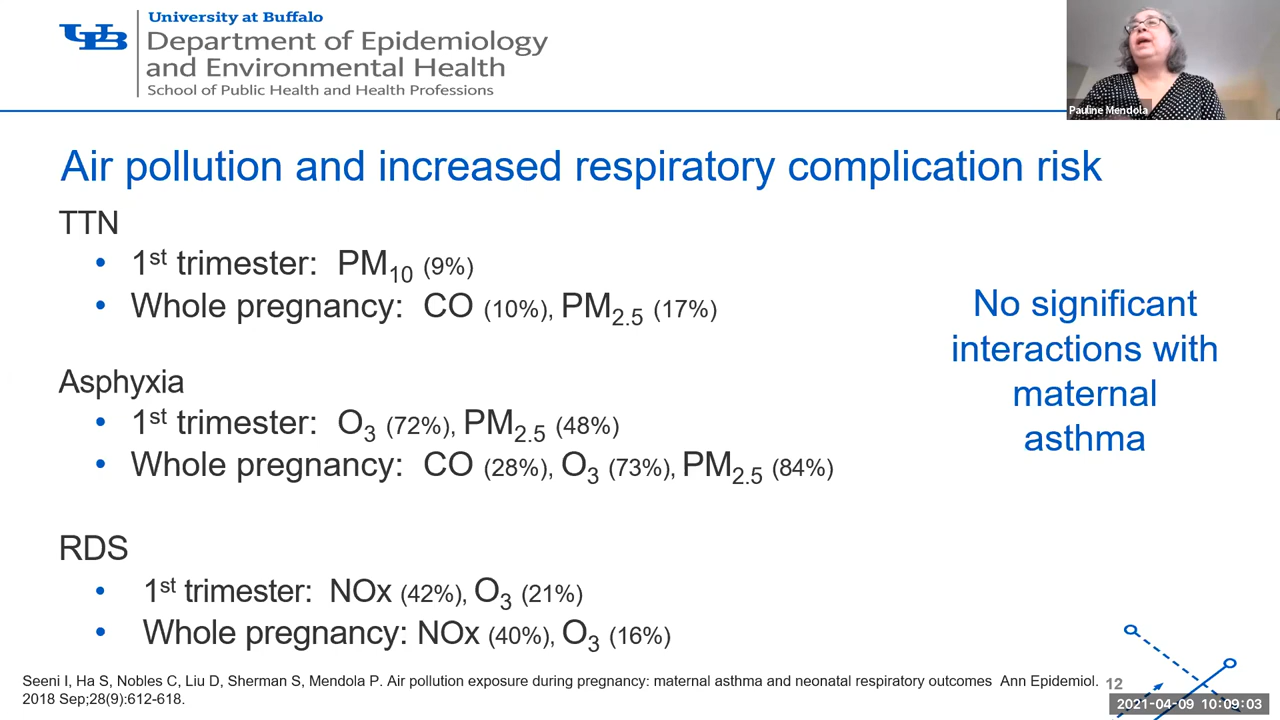 UB
University at Buffalo
Department of Epidemiology
and Environmental Health
School of Public Health and Health Professions
Pauline Mendola
Air pollution and increased respiratory complication risk
TTN
• 1st trimester: PM10 (9%)
• Whole pregnancy: CO (10%), PM2.5 (17%)
Asphyxia
• 1st trimester: O3 (72%), PM2.5 (48%)
• Whole pregnancy: CO (28%), O3 (73%), PM2.5 (84%)
RDS
• 1st trimester: NOx (42%), O3 (21%)
• Whole pregnancy: NOx (40%), O3 (16%)
No significant
interactions with
maternal
asthma
Seeni I, Ha S, Nobles C, Liu D, Sherman S, Mendola P. Air pollution exposure during pregnancy: maternal asthma and neonatal respiratory outcomes Ann Epidemiol.
2018 Sep;28(9):612-618.
12
2021-04-09 10:09:03